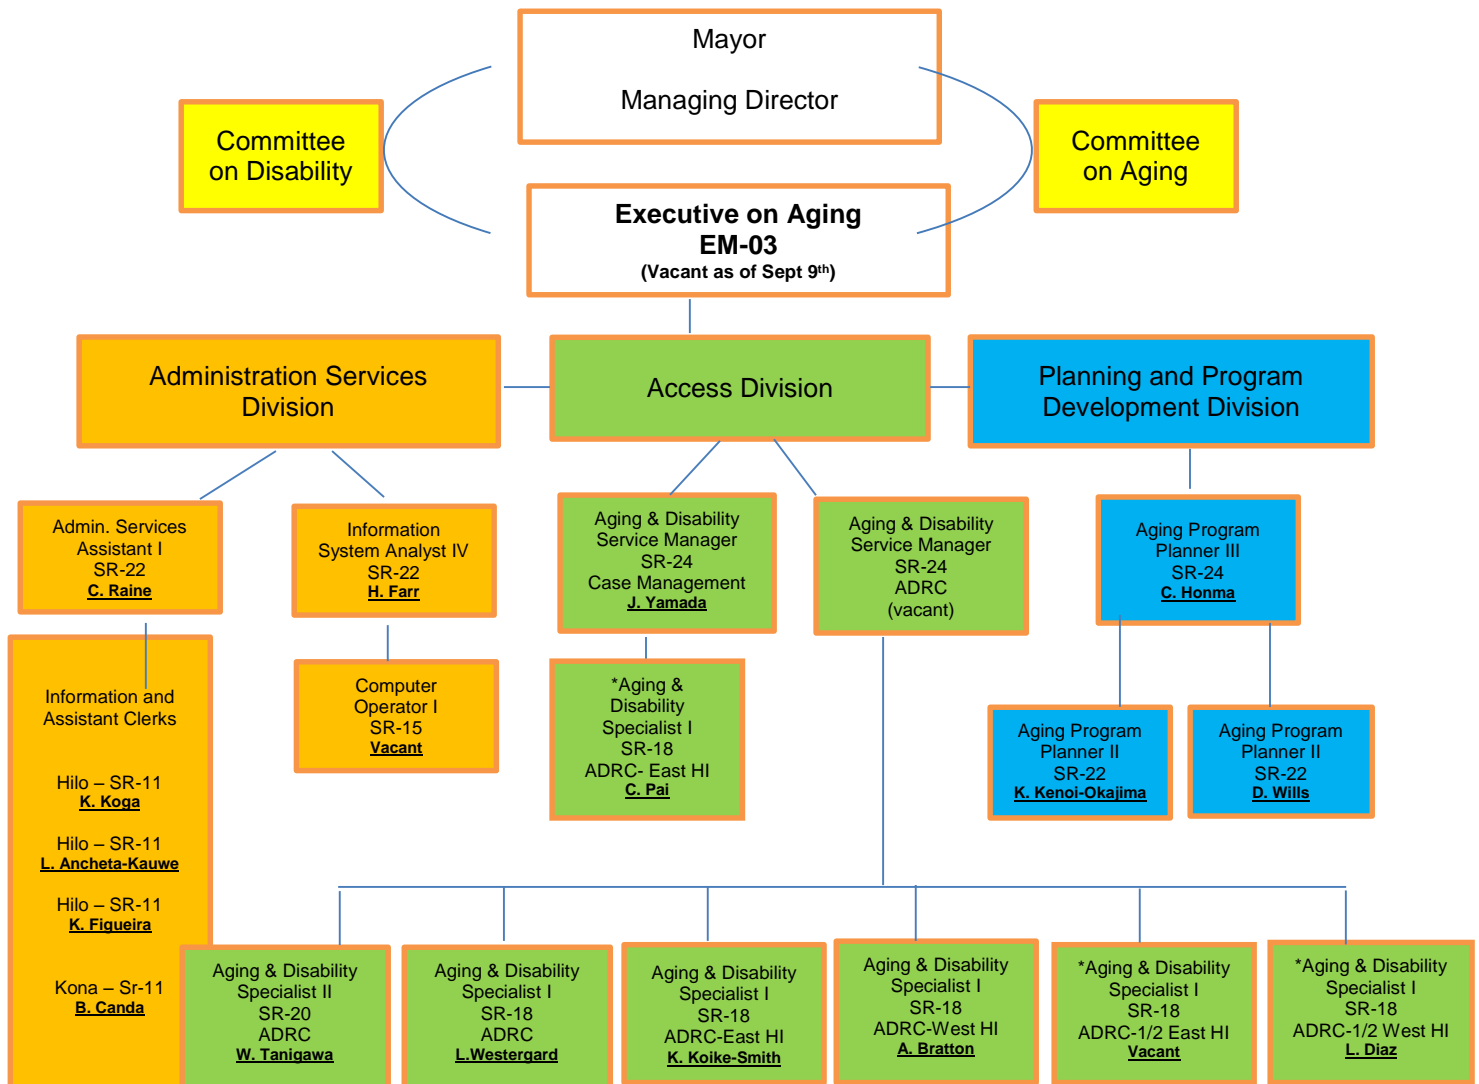 Mayor
Managing Director
Committee
on Disability
Committee
on Aging
Executive on Aging
EM-03
(Vacant as of Sept 9th)
Administration Services
Division
Access Division
Planning and Program
Development Division
Admin. Services
Assistant I
SR-22
C. Raine
Information
System Analyst IV
SR-22
H. Farr
Aging & Disability
Service Manager
SR-24
Case Management
J. Yamada
Aging & Disability
Service Manager
SR-24
ADRC
(vacant)
Aging Program
Planner III
SR-24
C. Honma
Information and
Assistant Clerks
Hilo – SR-11
K. Koga
Hilo – SR-11
L. Ancheta-Kauwe
Hilo – SR-11
K. Figueira
Kona – Sr-11
B. Canda
Computer
Operator I
SR-15
Vacant
*Aging &
Disability
Specialist I
SR-18
ADRC- East HI
C. Pai
Aging Program
Planner II
SR-22
K. Kenoi-Okajima
Aging Program
Planner II
SR-22
D. Wills
Aging & Disability
Specialist II
SR-20
ADRC
W. Tanigawa
Aging & Disability
Specialist I
SR-18
ADRC
L.Westergard
Aging & Disability
Specialist I
SR-18
ADRC-East HI
K. Koike-Smith
Aging & Disability
Specialist I
SR-18
ADRC-West HI
A. Bratton
*Aging & Disability
Specialist I
SR-18
ADRC-1/2 East HI
Vacant
*Aging & Disability
Specialist I
SR-18
ADRC-1/2 West HI
L. Diaz